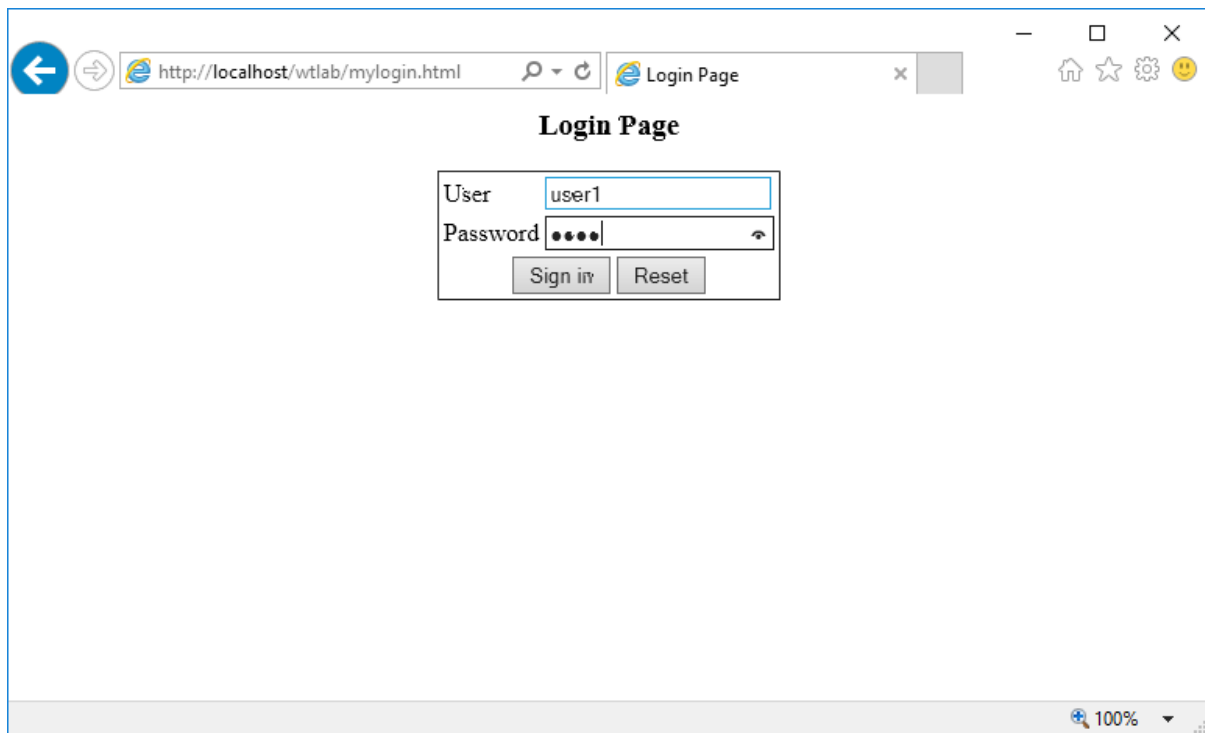 http://localhost/wtlab/mylogin.html Login Page
Login Page
User user1
Password
Sign in Reset
100%